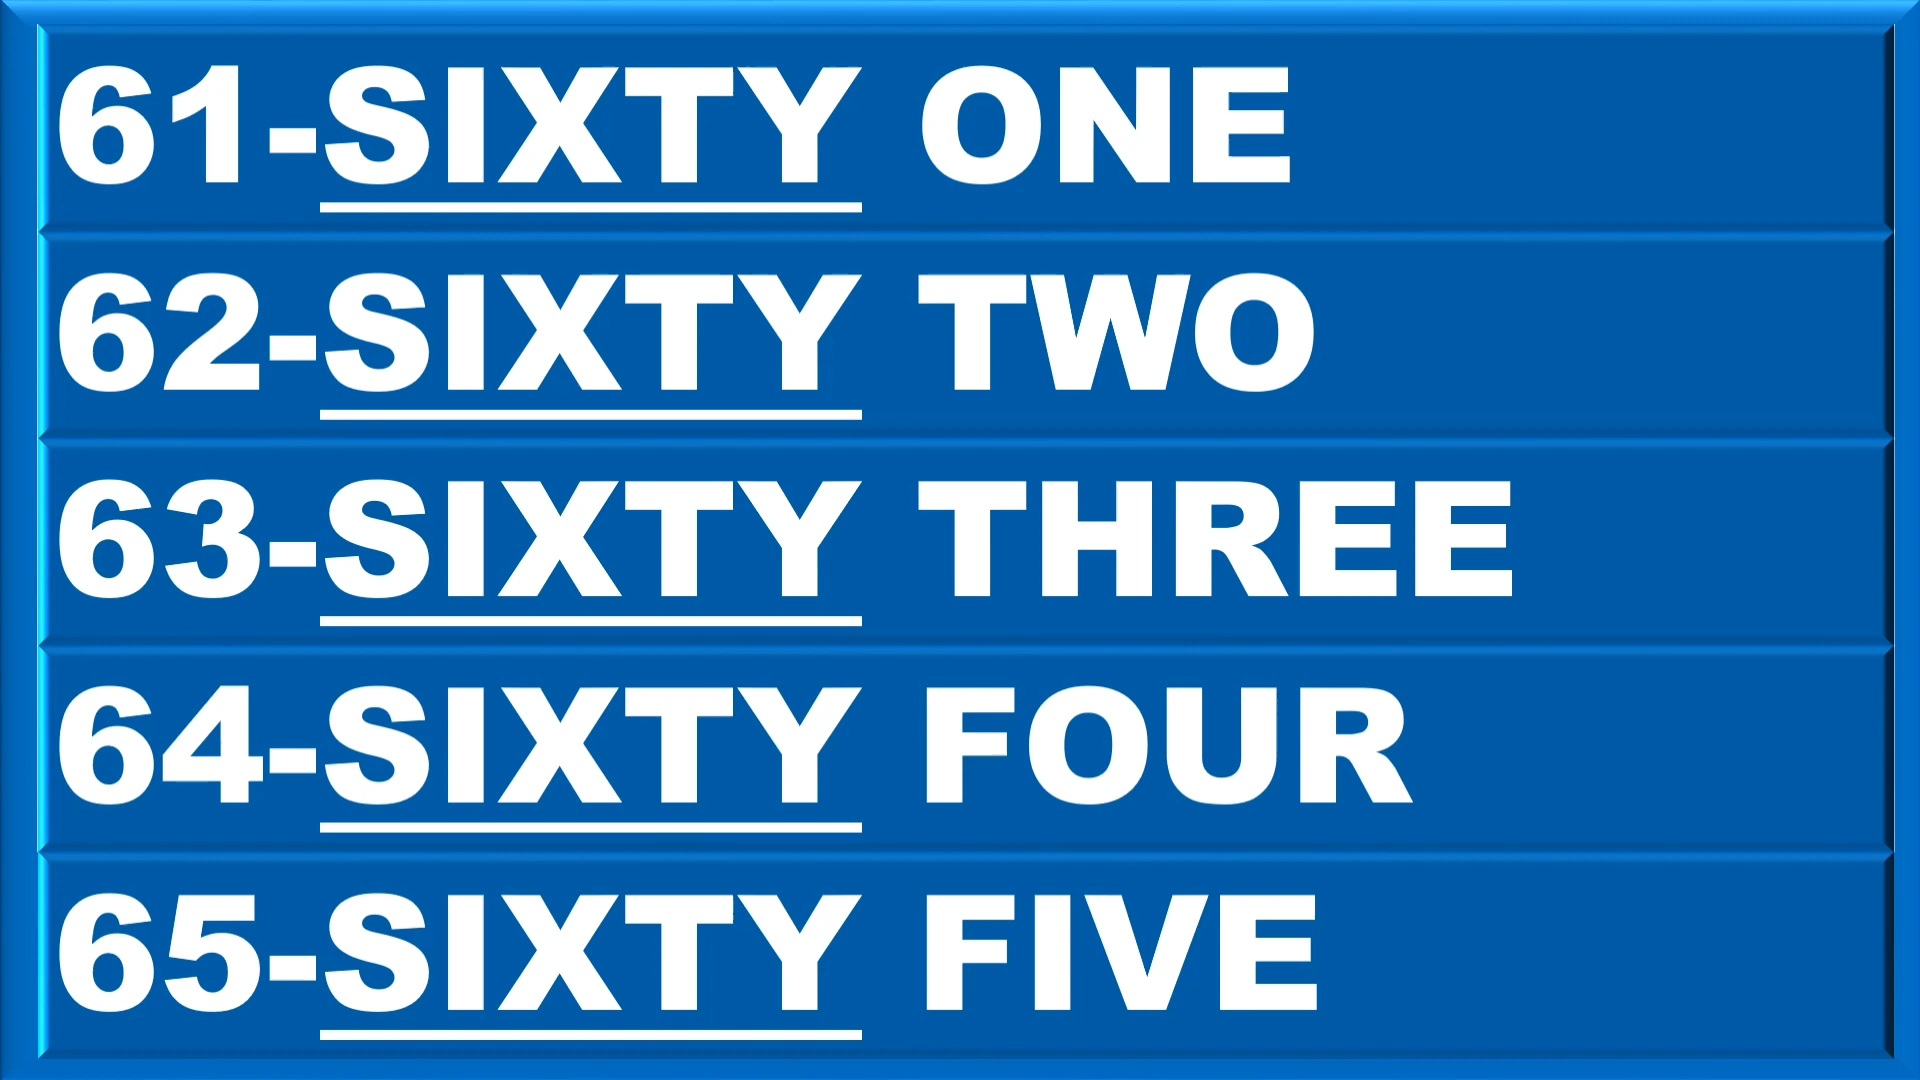 61-SIXTY ONE
62-SIXTY TWO
63-SIXTY THREE
64-SIXTY FOUR
65-SIXTY FIVE